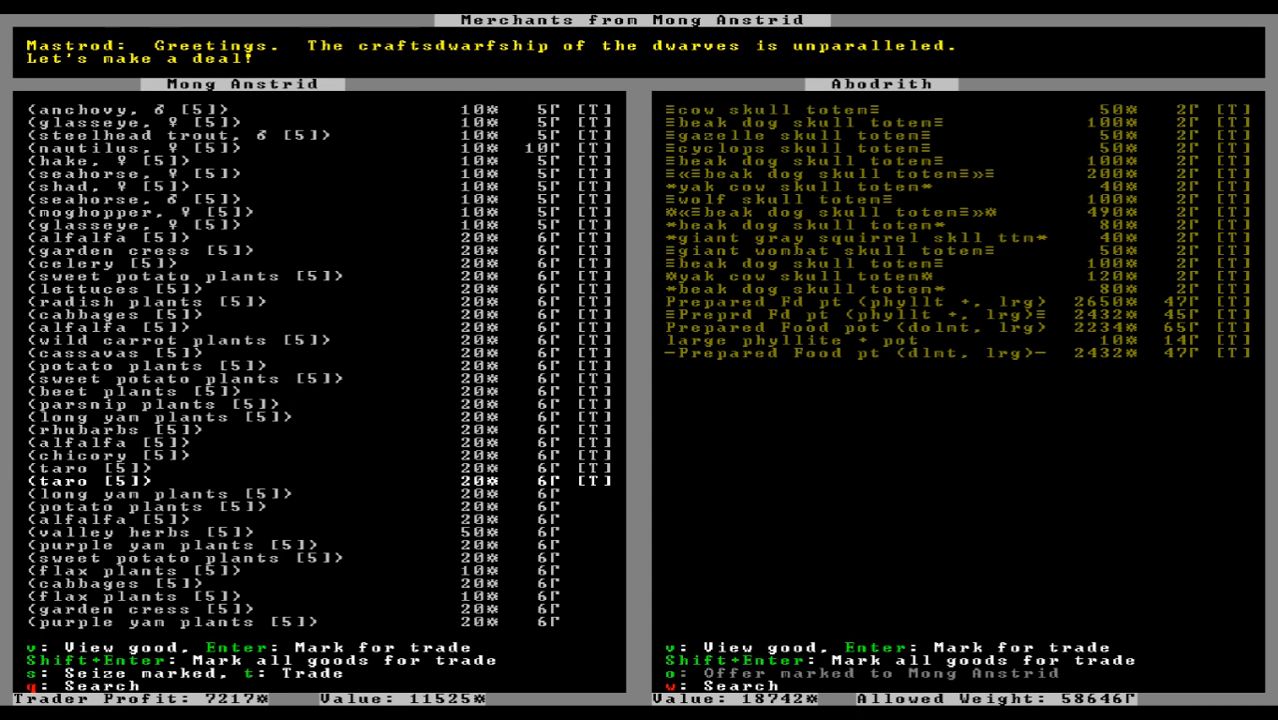 Merchants from Mong Anstrid
Mastrod: Greetings. The craftsdwarfship of the dwarves is unparalleled.
Let's make a deal!
Mong Anstrid
(anchovy, ♂ [5]) 10☼ 5Γ [T]
(glasseye, ♀ [5]) 10☼ 5Γ [T]
(steelhead trout, ♂ [5]) 10☼ 5Γ [T]
(nautilus, ♀ [5]) 10☼ 10Γ [T]
(hake, ♀ [5]) 10☼ 5Γ [T]
(seahorse, ♀ [5]) 10☼ 5Γ [T]
(shad, ♀ [5]) 10☼ 5Γ [T]
(seahorse, ♂ [5]) 10☼ 5Γ [T]
(moghopper, ♀ [5]) 10☼ 5Γ [T]
(glasseye, ♀ [5]) 10☼ 5Γ [T]
(alfalfa [5]) 20☼ 6Γ [T]
(garden cress [5]) 20☼ 6Γ [T]
(celery [5]) 20☼ 6Γ [T]
(sweet potato plants [5]) 20☼ 6Γ [T]
(lettuces [5]) 20☼ 6Γ [T]
(radish plants [5]) 20☼ 6Γ [T]
(cabbages [5]) 20☼ 6Γ [T]
(alfalfa [5]) 20☼ 6Γ [T]
(wild carrot plants [5]) 20☼ 6Γ [T]
(cassavas [5]) 20☼ 6Γ [T]
(potato plants [5]) 20☼ 6Γ [T]
(sweet potato plants [5]) 20☼ 6Γ [T]
(beet plants [5]) 20☼ 6Γ [T]
(parsnip plants [5]) 20☼ 6Γ [T]
(long yam plants [5]) 20☼ 6Γ [T]
(rhubarbs [5]) 20☼ 6Γ [T]
(alfalfa [5]) 20☼ 6Γ [T]
(chicory [5]) 20☼ 6Γ [T]
(taro [5]) 20☼ 6Γ [T]
(taro [5]) 20☼ 6Γ [T]
(long yam plants [5]) 20☼ 6Γ
(potato plants [5]) 20☼ 6Γ
(alfalfa [5]) 20☼ 6Γ
(valley herbs [5]) 50☼ 6Γ
(purple yam plants [5]) 20☼ 6Γ
(sweet potato plants [5]) 20☼ 6Γ
(flax plants [5]) 10☼ 6Γ
(cabbages [5]) 20☼ 6Γ
(flax plants [5]) 10☼ 6Γ
(garden cress [5]) 20☼ 6Γ
(purple yam plants [5]) 20☼ 6Γ
v: View good, Enter: Mark for trade
Shift+Enter: Mark all goods for trade
s: Seize marked, t: Trade
q: Search
Trader Profit: 7217☼ Value: 11525☼
Abodrith
≡cow skull totem≡ 50☼ 2Γ [T]
≡beak dog skull totem≡ 100☼ 2Γ [T]
≡gazelle skull totem≡ 50☼ 2Γ [T]
≡cyclops skull totem≡ 50☼ 2Γ [T]
≡beak dog skull totem≡ 100☼ 2Γ [T]
≡«≡beak dog skull totem≡»≡ 200☼ 2Γ [T]
*yak cow skull totem* 40☼ 2Γ [T]
≡wolf skull totem≡ 100☼ 2Γ [T]
☼«≡beak dog skull totem≡»☼ 490☼ 2Γ [T]
*beak dog skull totem* 80☼ 2Γ [T]
*giant gray squirrel skll ttm* 40☼ 2Γ [T]
≡giant wombat skull totem≡ 50☼ 2Γ [T]
≡beak dog skull totem≡ 100☼ 2Γ [T]
☼yak cow skull totem☼ 120☼ 2Γ [T]
*beak dog skull totem* 80☼ 2Γ [T]
Prepared Fd pt (phyllt +, lrg) 2650☼ 47Γ [T]
≡Preprd Fd pt (phyllt +, lrg)≡ 2432☼ 45Γ [T]
Prepared Food pot (dolmt, lrg) 2234☼ 65Γ [T]
large phyllite + pot 10☼ 14Γ [T]
-Prepared Food pt (dlmt, lrg)- 2432☼ 47Γ [T]
v: View good, Enter: Mark for trade
Shift+Enter: Mark all goods for trade
o: Offer marked to Mong Anstrid
w: Search
Value: 18742☼ Allowed Weight: 58646Γ